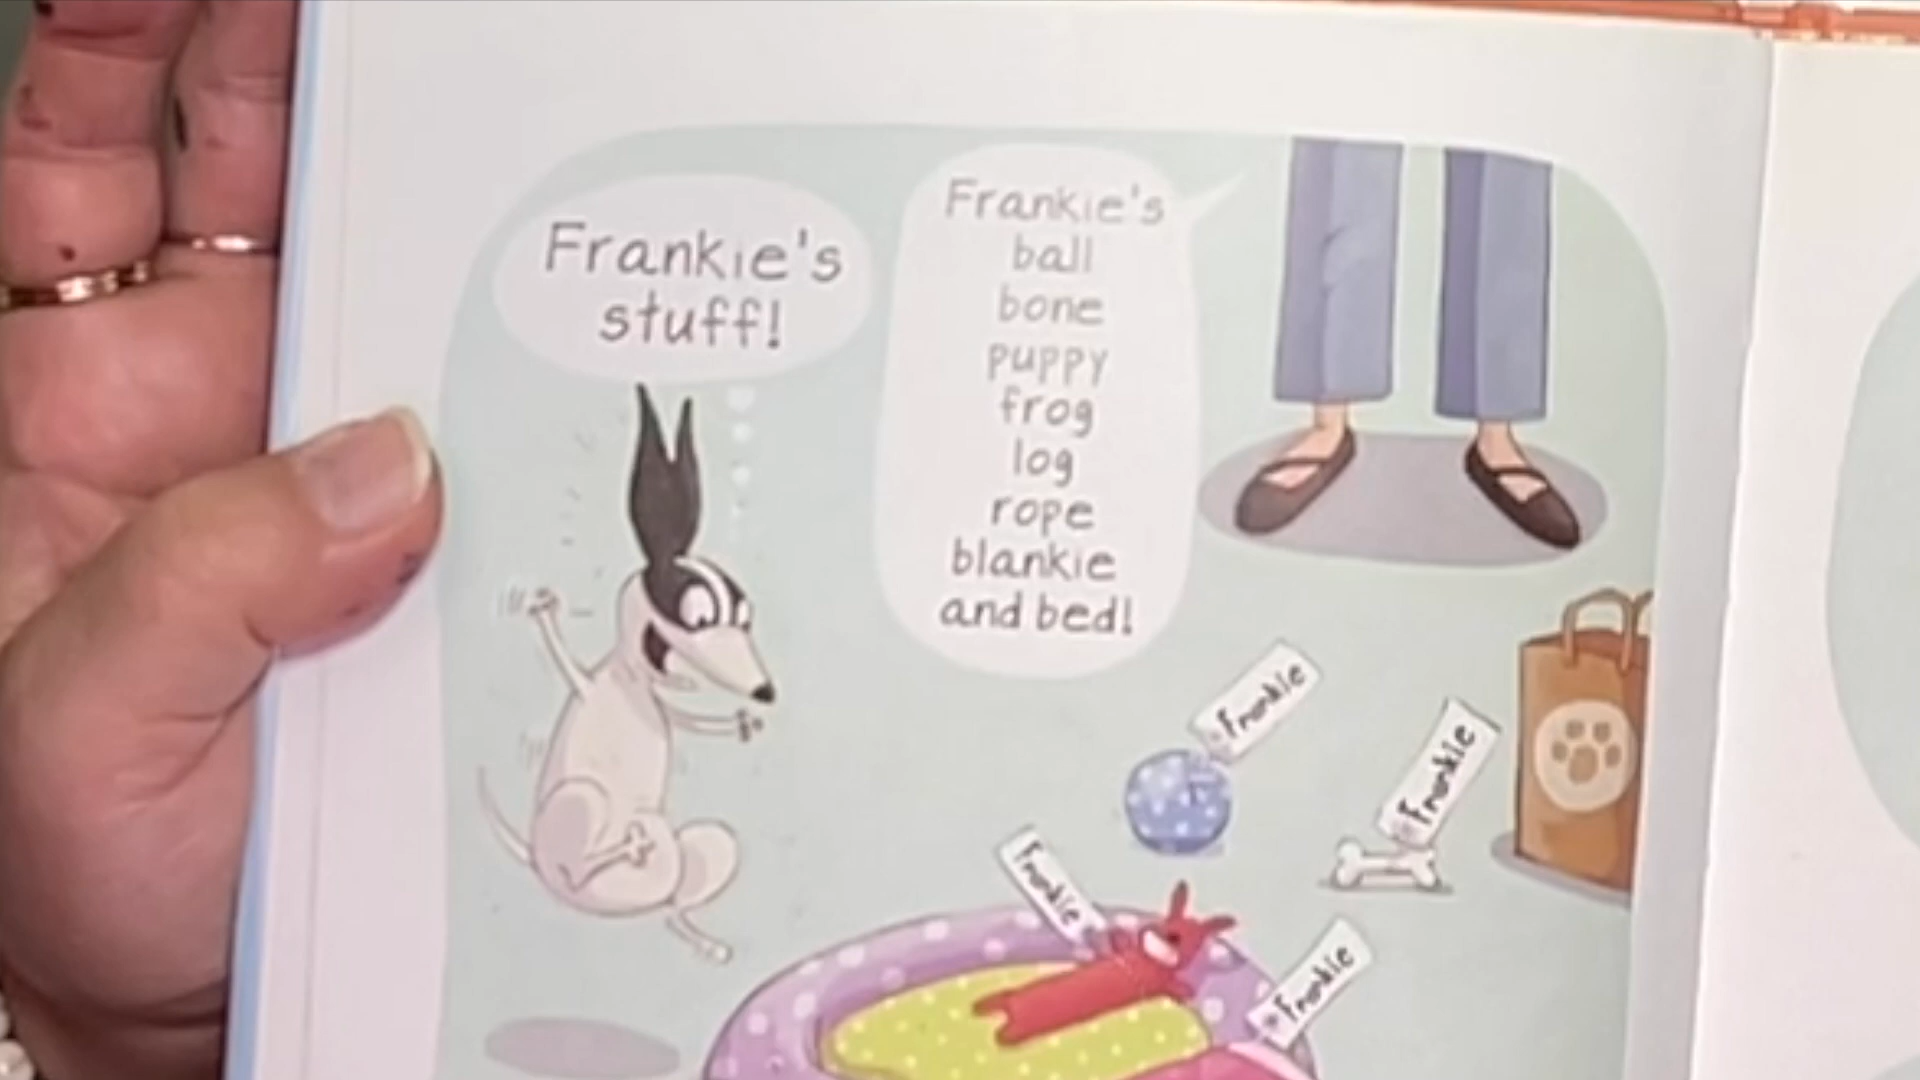 Frankie's
stuff!
Frankie's
ball
bone
puppy
frog
log
rope
blankie
and bed!
Frankie
Frankie
Frankie
Frankie